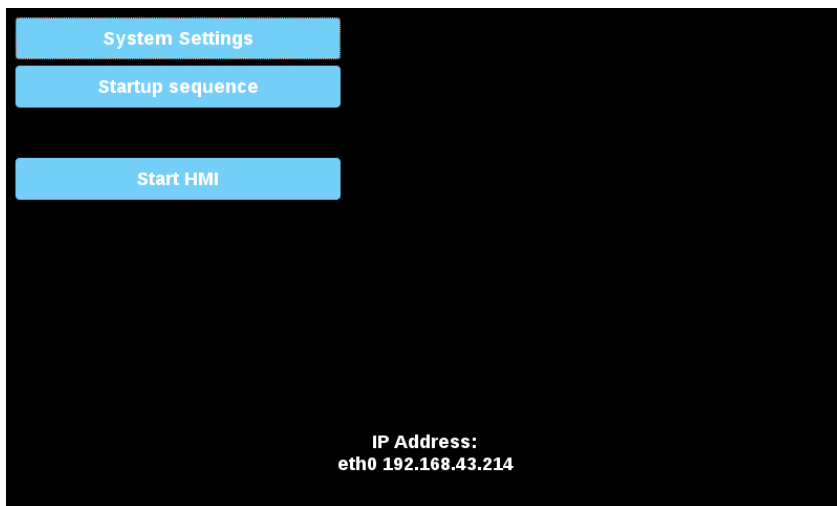 System Settings
Startup sequence
Start HMI
IP Address:
eth0 192.168.43.214